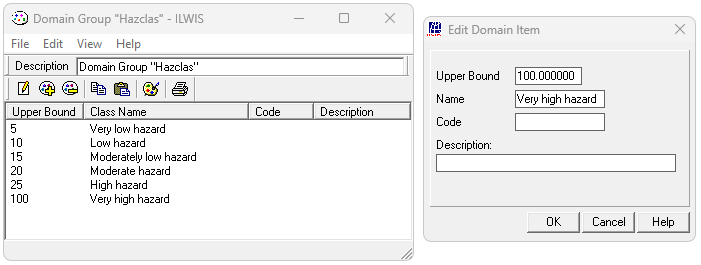 Domain Group "Hazclas" - ILWIS
File Edit View Help
Description Domain Group "Hazclas"
Upper Bound Class Name Code Description
5 Very low hazard
10 Low hazard
15 Moderately low hazard
20 Moderate hazard
25 High hazard
100 Very high hazard
Edit Domain Item
Upper Bound 100.000000
Name Very high hazard
Code
Description:
OK Cancel Help